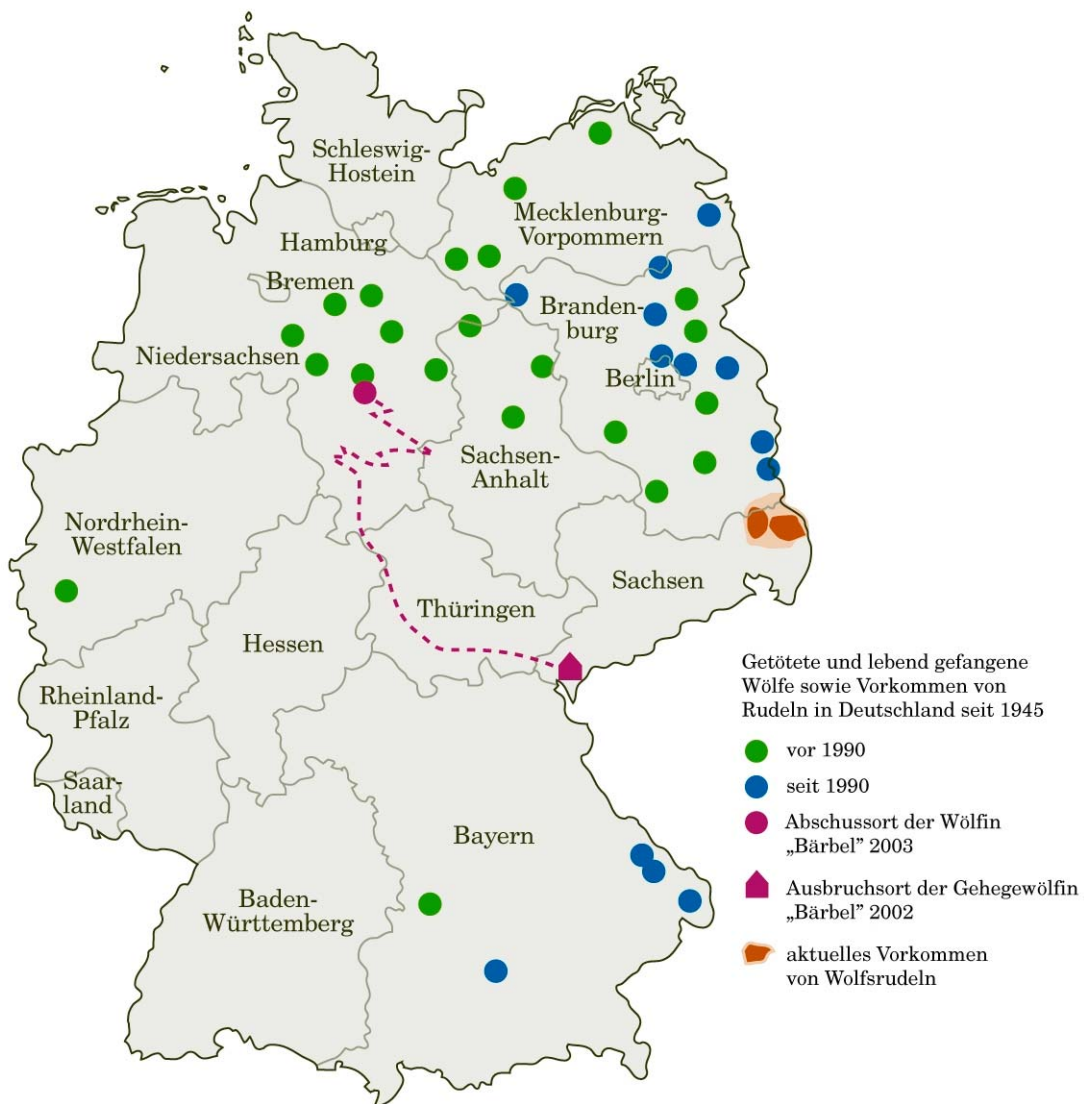 Schleswig-
Hostein
Mecklenburg-
Vorpommern
Hamburg
Bremen
Branden-
burg
Niedersachsen
Berlin
Sachsen-
Anhalt
Nordrhein-
Westfalen
Sachsen
Thüringen
Hessen
Rheinland-
Pfalz
Saar-
land
Bayern
Baden-
Württemberg
Getötete und lebend gefangene
Wölfe sowie Vorkommen von
Rudeln in Deutschland seit 1945
vor 1990
seit 1990
Abschussort der Wölfin
„Bärbel” 2003
Ausbruchsort der Gehegewölfin
„Bärbel” 2002
aktuelles Vorkommen
von Wolfsrudeln